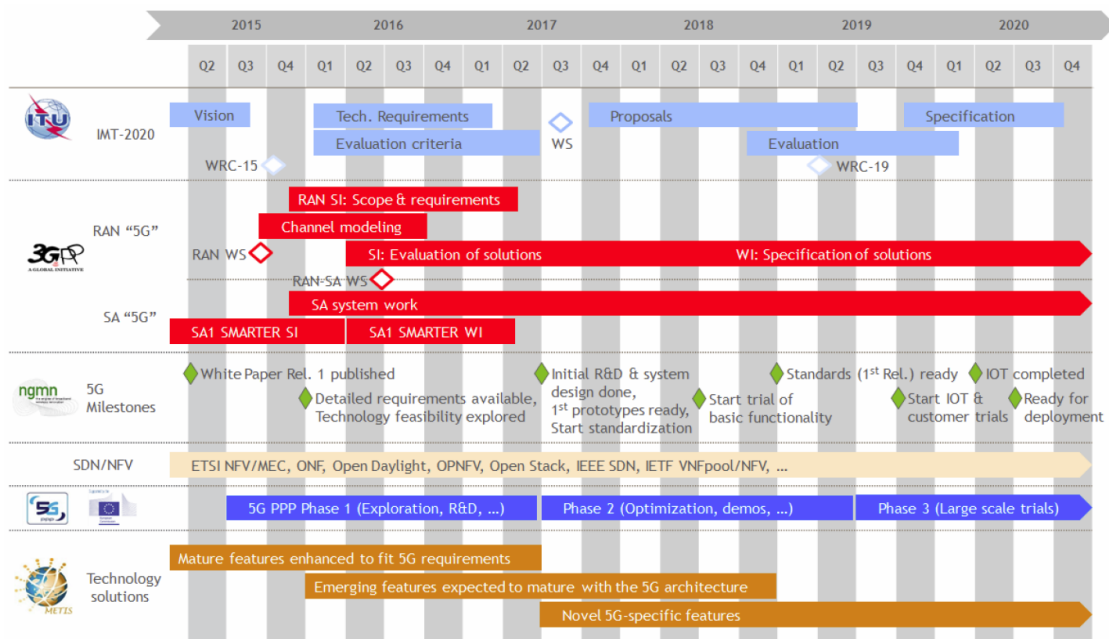 2015 2016 2017 2018 2019 2020
Q2 Q3 Q4 Q1 Q2 Q3 Q4 Q1 Q2 Q3 Q4 Q1 Q2 Q3 Q4 Q1 Q2 Q3 Q4 Q1 Q2 Q3 Q4
ITU
IMT-2020
Vision
Tech. Requirements
Proposals
Specification
Evaluation criteria
WS
Evaluation
WRC-15
WRC-19
RAN SI: Scope & requirements
RAN "5G"
Channel modeling
3GPP
A GLOBAL INITIATIVE
RAN WS
SI: Evaluation of solutions
WI: Specification of solutions
RAN-SA WS
SA "5G"
SA system work
SA1 SMARTER SI
SA1 SMARTER WI
ngmn
5G
Milestones
White Paper Rel. 1 published
Detailed requirements available,
Technology feasibility explored
Initial R&D & system
design done,
1st prototypes ready,
Start standardization
Start trial of
basic functionality
Standards (1st Rel.) ready
Start IOT &
customer trials
IOT completed
Ready for
deployment
SDN/NFV
ETSI NFV/MEC, ONF, Open Daylight, OPNFV, Open Stack, IEEE SDN, IETF VNFpool/NFV, ...
5G
5G PPP Phase 1 (Exploration, R&D, ...)
Phase 2 (Optimization, demos, ...)
Phase 3 (Large scale trials)
METIS
Technology
solutions
Mature features enhanced to fit 5G requirements
Emerging features expected to mature with the 5G architecture
Novel 5G-specific features